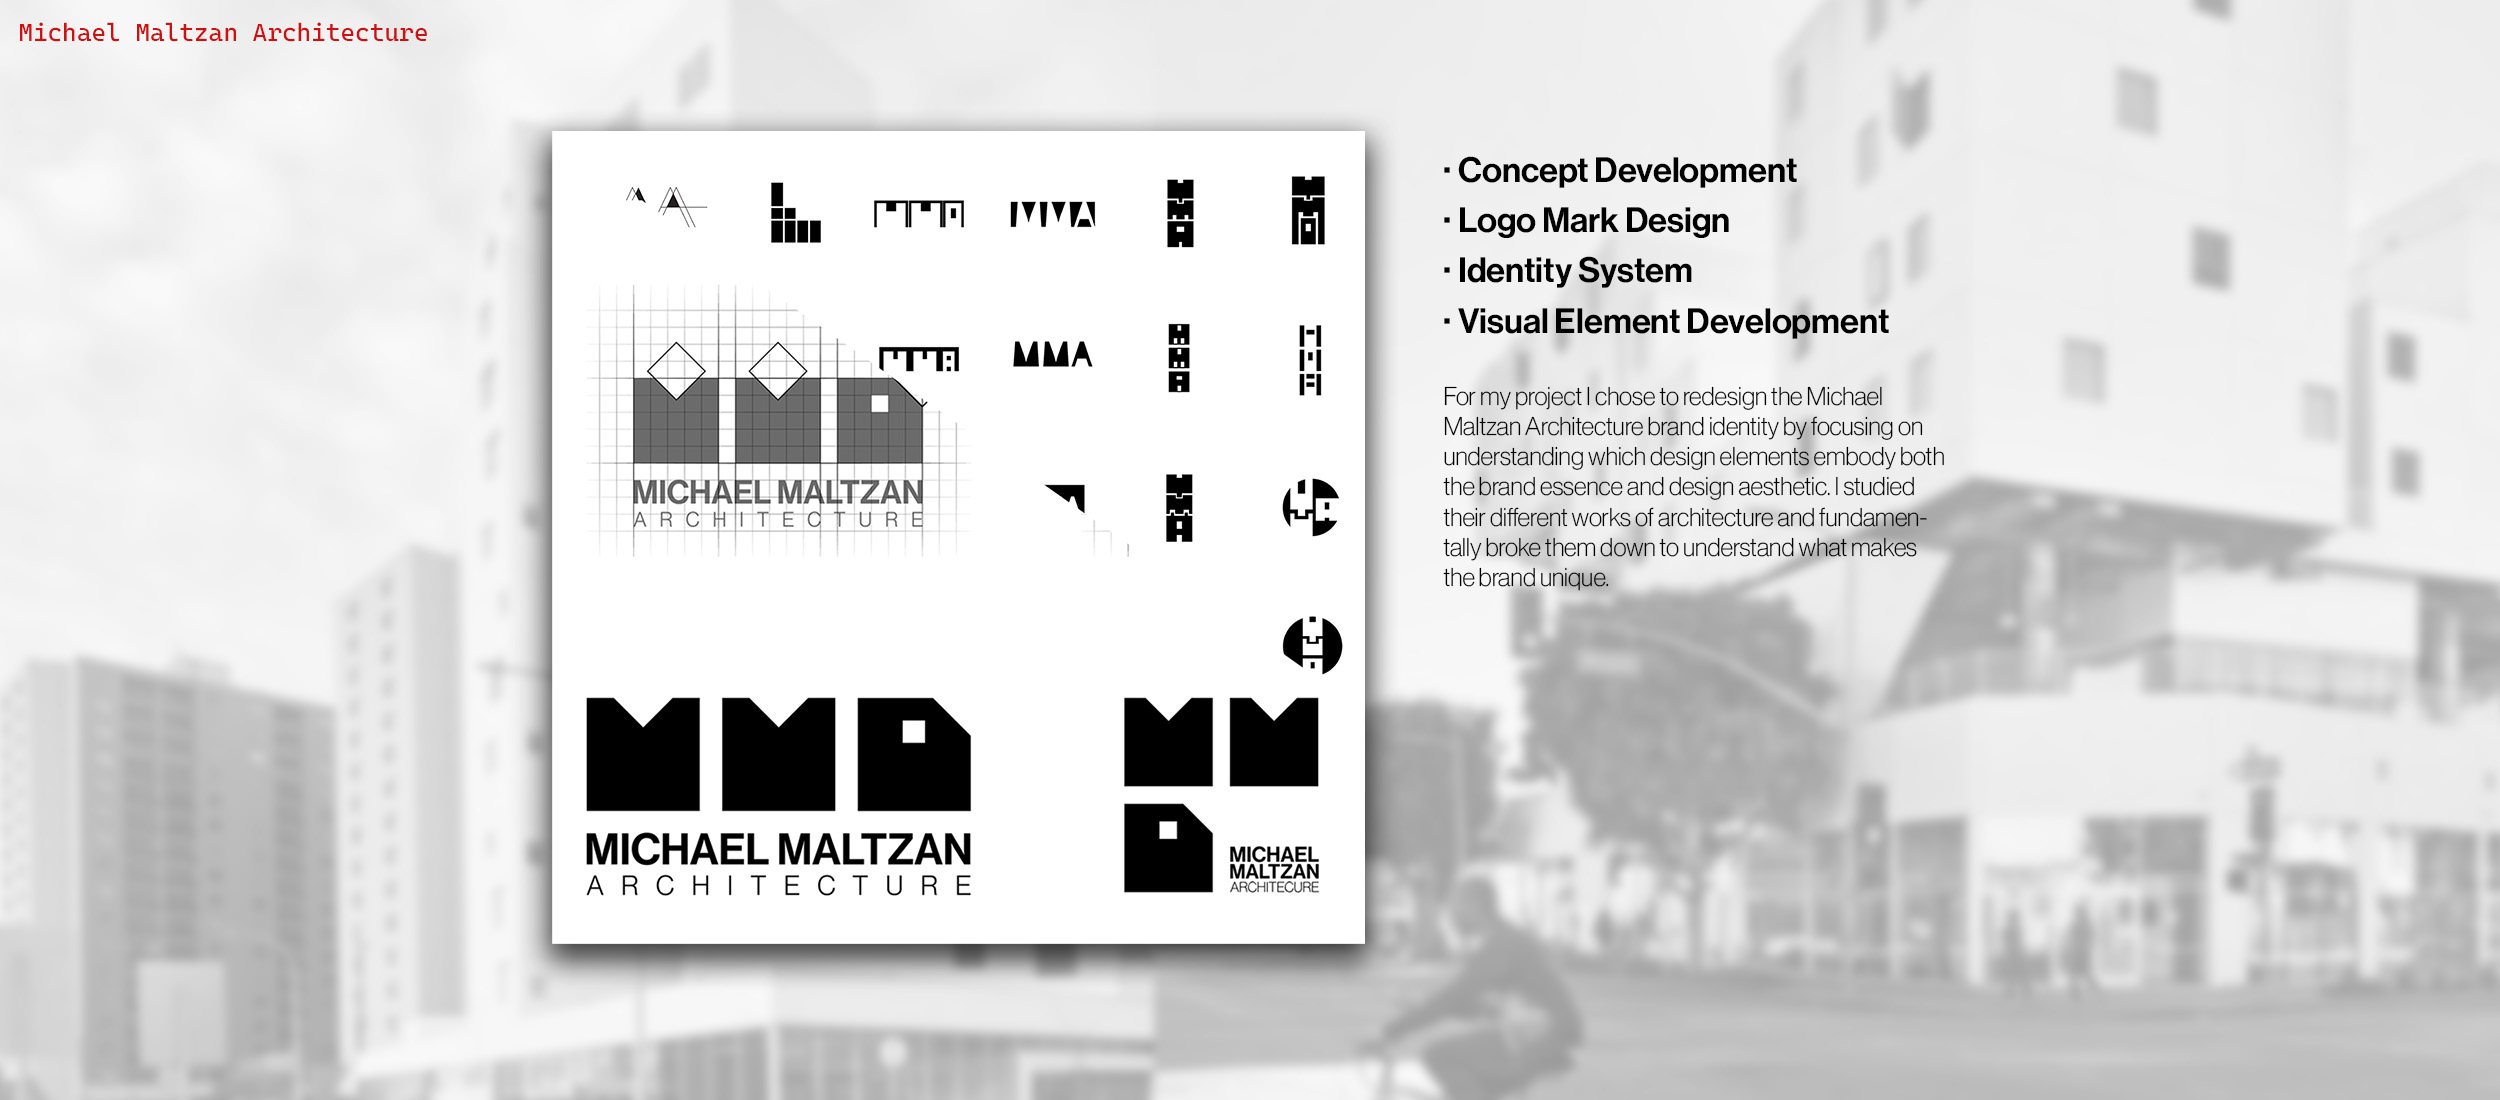 Michael Maltzan Architecture
MMA
MICHAEL MALTZAN
ARCHITECTURE
MMA
MICHAEL MALTZAN
ARCHITECTURE
MMA
MICHAEL
MALTZAN
ARCHITECURE
· Concept Development
· Logo Mark Design
· Identity System
· Visual Element Development
For my project I chose to redesign the Michael
Maltzan Architecture brand identity by focusing on
understanding which design elements embody both
the brand essence and design aesthetic. I studied
their different works of architecture and fundamen-
tally broke them down to understand what makes
the brand unique.